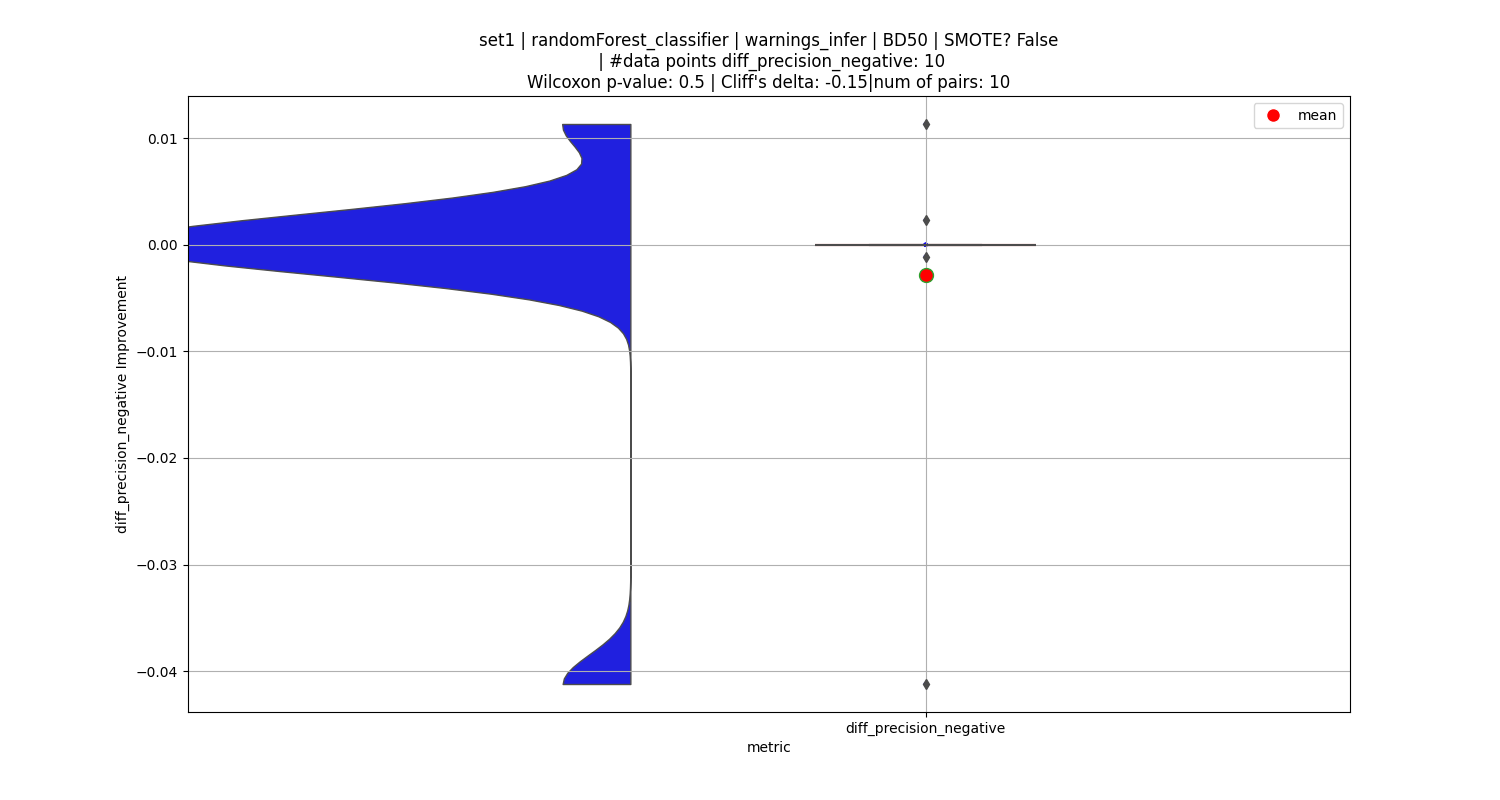 set1 | randomForest_classifier | warnings_infer | BD50 | SMOTE? False
| #data points diff_precision_negative: 10
Wilcoxon p-value: 0.5 | Cliff's delta: -0.15|num of pairs: 10
mean
0.01
0.00
−0.01
−0.02
−0.03
−0.04
diff_precision_negative Improvement
diff_precision_negative
metric